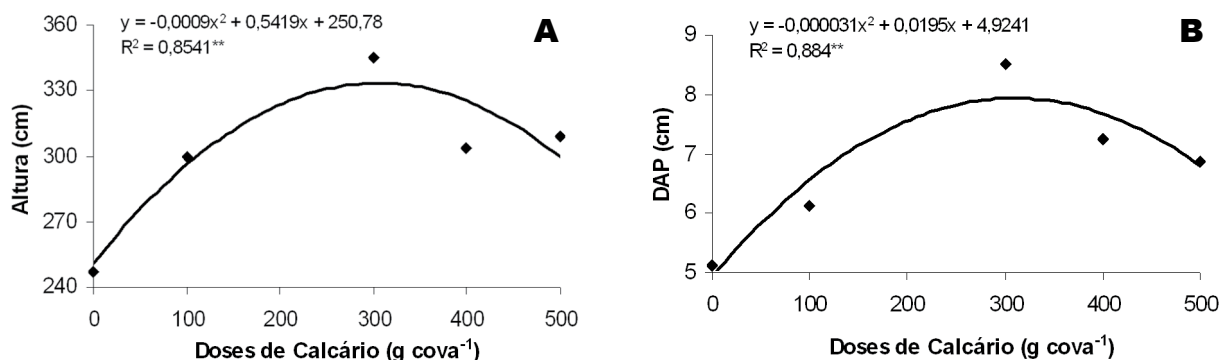 y = -0,0009x² + 0,5419x + 250,78
R² = 0,8541**
A
360
330
300
270
240
Altura (cm)
0 100 200 300 400 500
Doses de Calcário (g cova⁻¹)
y = -0,000031x² + 0,0195x + 4,9241
R² = 0,884**
B
9
8
7
6
5
DAP (cm)
0 100 200 300 400 500
Doses de Calcário (g cova⁻¹)